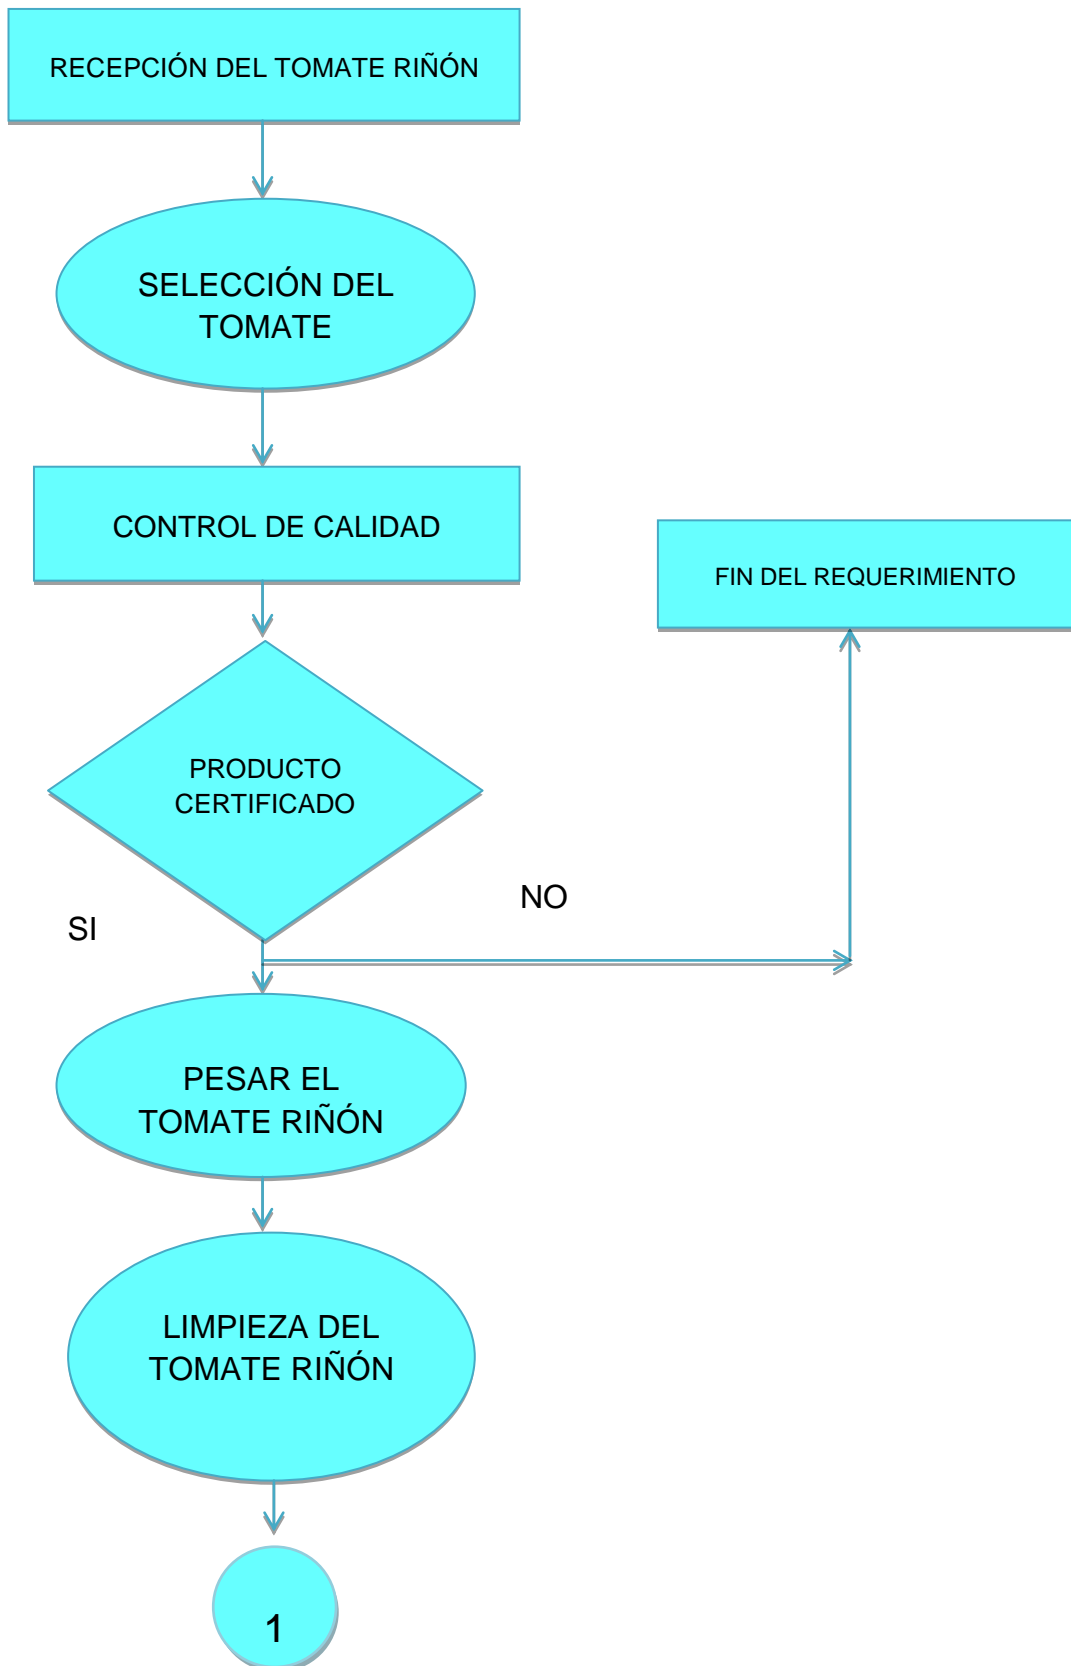 RECEPCIÓN DEL TOMATE RIÑÓN
SELECCIÓN DEL
TOMATE
CONTROL DE CALIDAD
FIN DEL REQUERIMIENTO
PRODUCTO
CERTIFICADO
NO
SI
PESAR EL
TOMATE RIÑÓN
LIMPIEZA DEL
TOMATE RIÑÓN
1